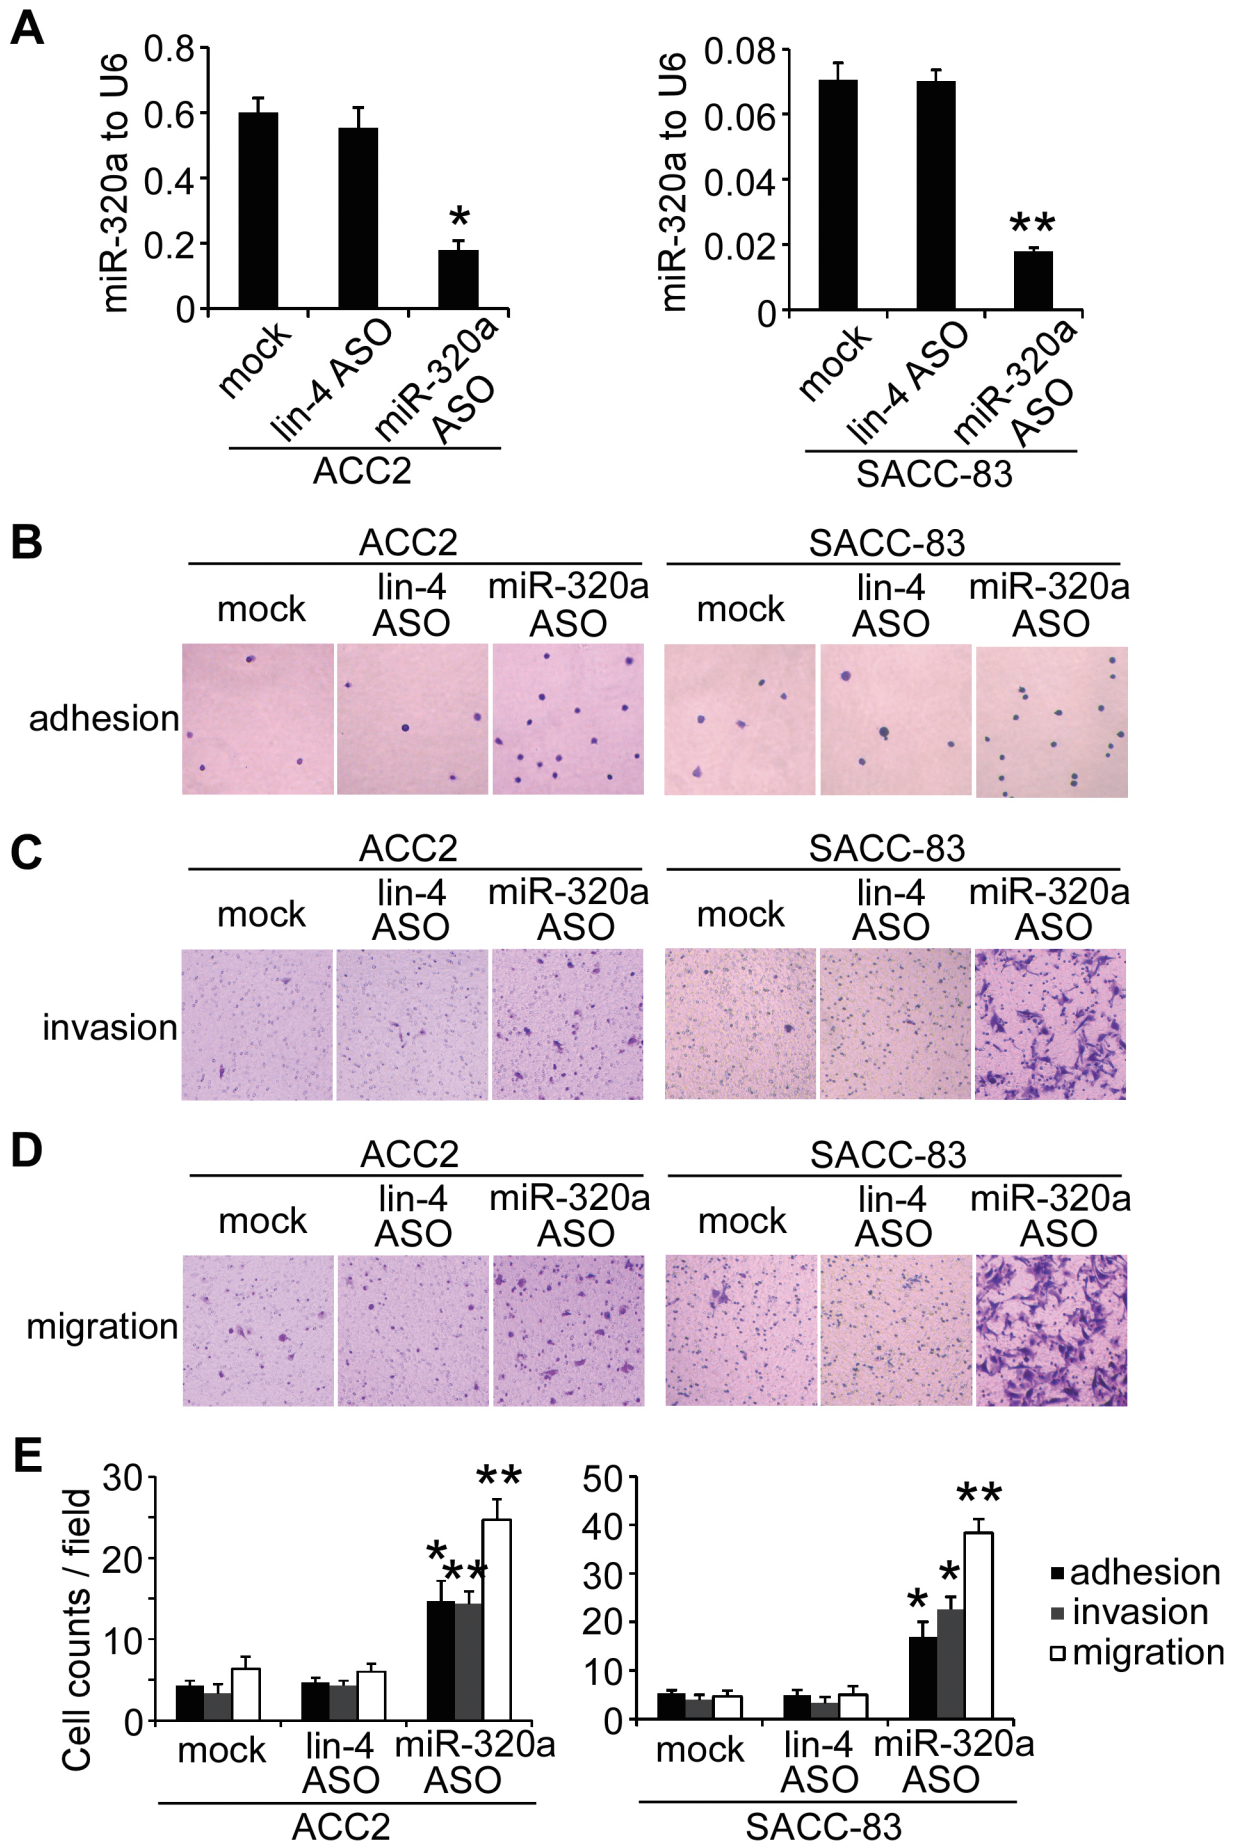 A
miR-320a to U6
0.8
0.6
0.4
0.2
0
*
mock
lin-4 ASO
miR-320a
ASO
ACC2
miR-320a to U6
0.08
0.06
0.04
0.02
0
**
mock
lin-4 ASO
miR-320a
ASO
SACC-83
B
ACC2
SACC-83
mock
lin-4
ASO
miR-320a
ASO
mock
lin-4
ASO
miR-320a
ASO
adhesion
C
ACC2
SACC-83
mock
lin-4
ASO
miR-320a
ASO
mock
lin-4
ASO
miR-320a
ASO
invasion
D
ACC2
SACC-83
mock
lin-4
ASO
miR-320a
ASO
mock
lin-4
ASO
miR-320a
ASO
migration
E
Cell counts / field
30
20
10
0
*
**
**
mock
lin-4
ASO
miR-320a
ASO
ACC2
50
40
30
20
10
0
*
*
**
mock
lin-4
ASO
miR-320a
ASO
SACC-83
adhesion
invasion
migration